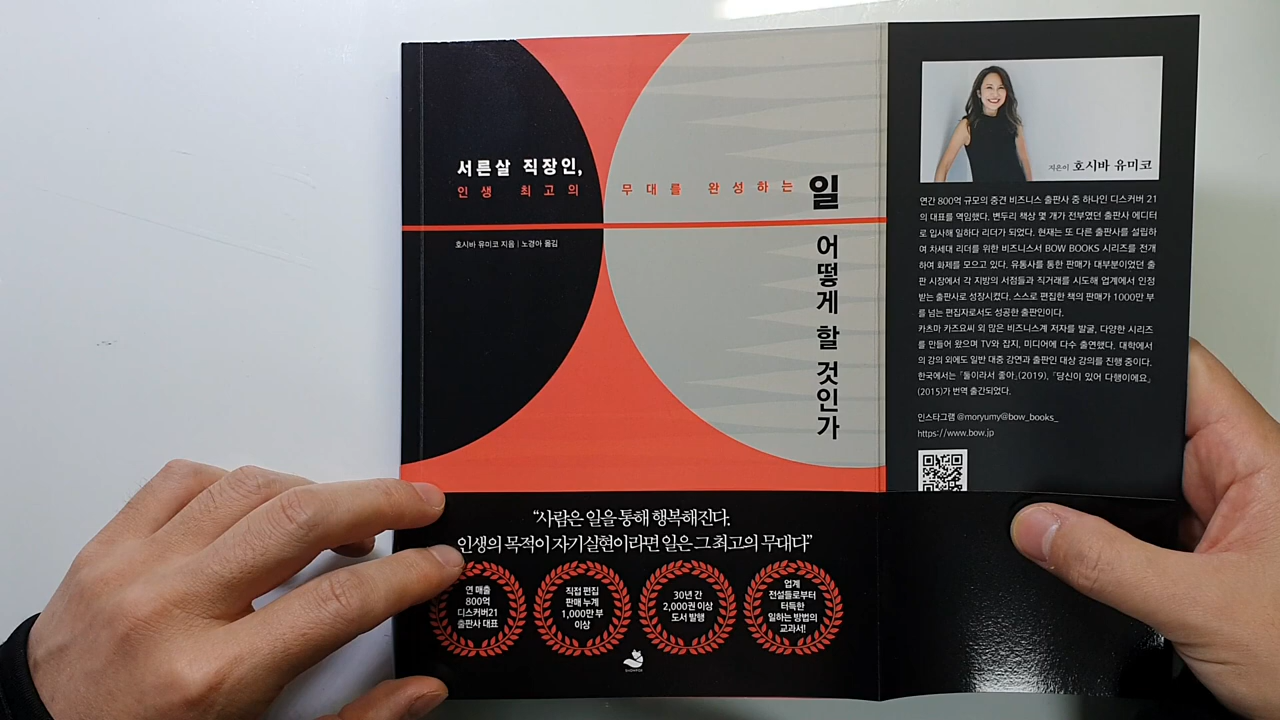 서른살 직장인,
인생 최고의 무대를 완성하는 일
어떻게 할 것인가
호시바 유미코 지음 | 노경아 옮김
“사람은 일을 통해 행복해진다.
인생의 목적이 자기실현이라면 일은 그 최고의 무대다”
연 매출
800억
디스커버21
출판사 대표
직접 편집
판매 누계
1,000만 부
이상
30년 간
2,000권 이상
도서 발행
업계
전설들로부터
터득한
일하는 방법의
교과서!
지은이 호시바 유미코
연간 800억 규모의 중견 비즈니스 출판사 중 하나인 디스커버 21
의 대표를 역임했다. 변두리 책상 몇 개가 전부였던 출판사 에디터
로 입사해 일하다 리더가 되었다. 현재는 또 다른 출판사를 설립하
여 차세대 리더를 위한 비즈니스서 BOW BOOKS 시리즈를 전개
하여 화제를 모으고 있다. 유통사를 통한 판매가 대부분이었던 출
판 시장에서 각 지방의 서점들과 직거래를 시도해 업계에서 인정
받는 출판사로 성장시켰다. 스스로 편집한 책의 판매가 1000만 부
를 넘는 편집자로서도 성공한 출판인이다.
카츠마 카즈요씨 외 많은 비즈니스계 저자를 발굴, 다양한 시리즈
를 만들어 왔으며 TV와 잡지, 미디어에 다수 출연했다. 대학에서
의 강의 외에도 일반 대중 강연과 출판인 대상 강의를 진행 중이다.
한국에서는 「둘이라서 좋아」(2019), 「당신이 있어 다행이에요」
(2015)가 번역 출간되었다.
인스타그램 @moryumy@bow_books_
https://www.bow.jp